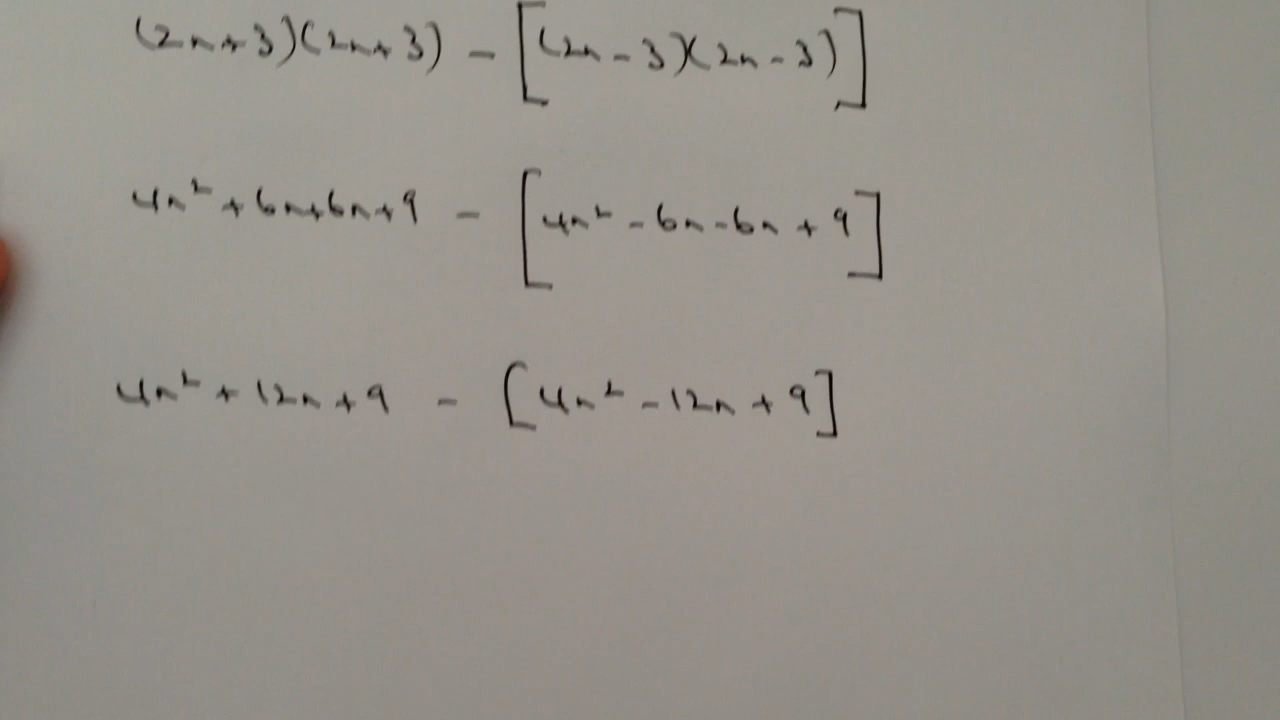 (2n+3)(2n+3) - [(2n-3)(2n-3)]
4n² + 6n+6n+9 - [4n² - 6n-6n + 9]
4n² + 12n + 9 - [4n² - 12n + 9]